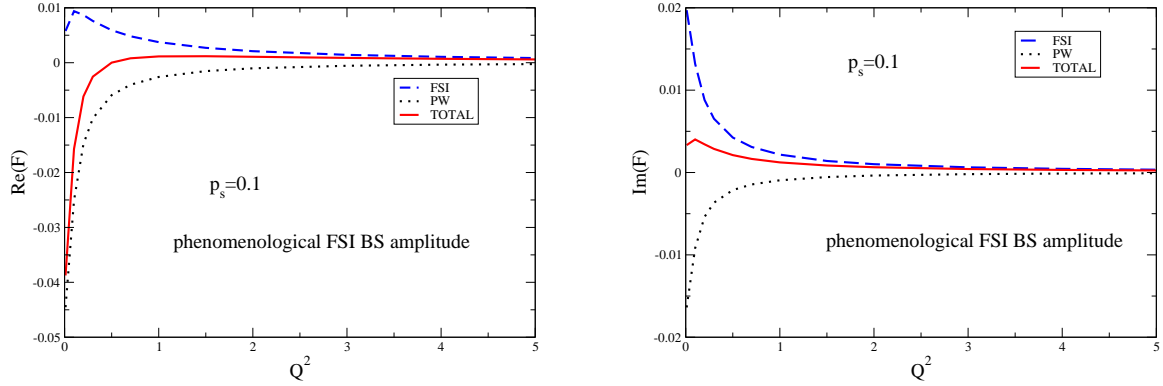 0.01
0
-0.01
-0.02
-0.03
-0.04
-0.05
Re(F)
FSI
PW
TOTAL
p_s=0.1
phenomenological FSI BS amplitude
0 1 2 3 4 5
Q^2
0.02
0.01
0
-0.01
-0.02
Im(F)
p_s=0.1
FSI
PW
TOTAL
phenomenological FSI BS amplitude
0 1 2 3 4 5
Q^2